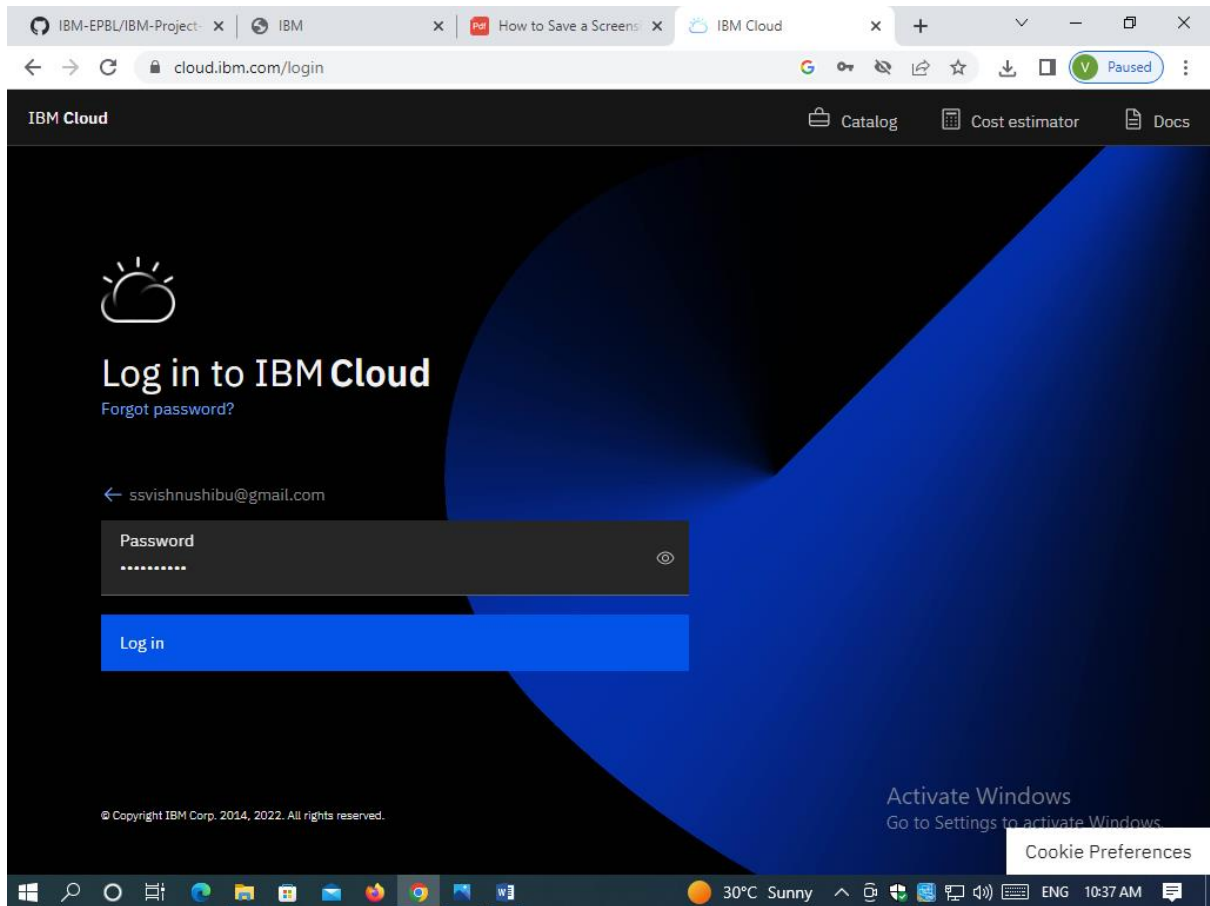 IBM-EPBL/IBM-Project-
IBM
How to Save a Screens
IBM Cloud
cloud.ibm.com/login
Paused
IBM Cloud
Catalog
Cost estimator
Docs
Log in to IBM Cloud
Forgot password?
← ssvishnushibu@gmail.com
Password
••••••••••
Log in
© Copyright IBM Corp. 2014, 2022. All rights reserved.
Activate Windows
Go to Settings to activate Windows.
Cookie Preferences
30°C Sunny
ENG
10:37 AM